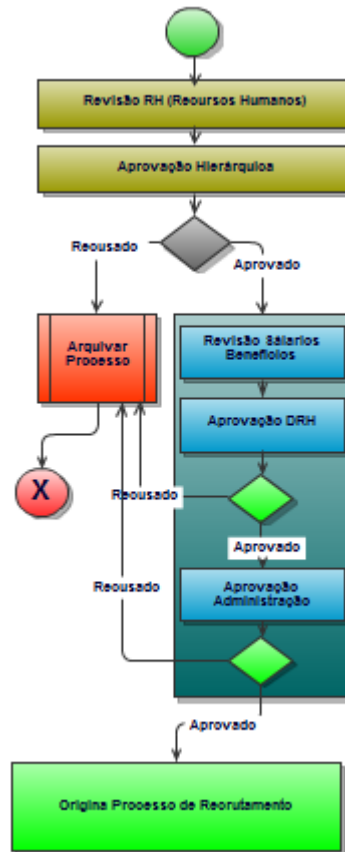 Revisão RH (Recursos Humanos)
Aprovação Hierárquica
Recusado
Aprovado
Arquivar
Processo
Revisão Sálarios
Benefícios
Aprovação DRH
X
Recusado
Aprovado
Recusado
Aprovação
Administração
Aprovado
Origina Processo de Recrutamento